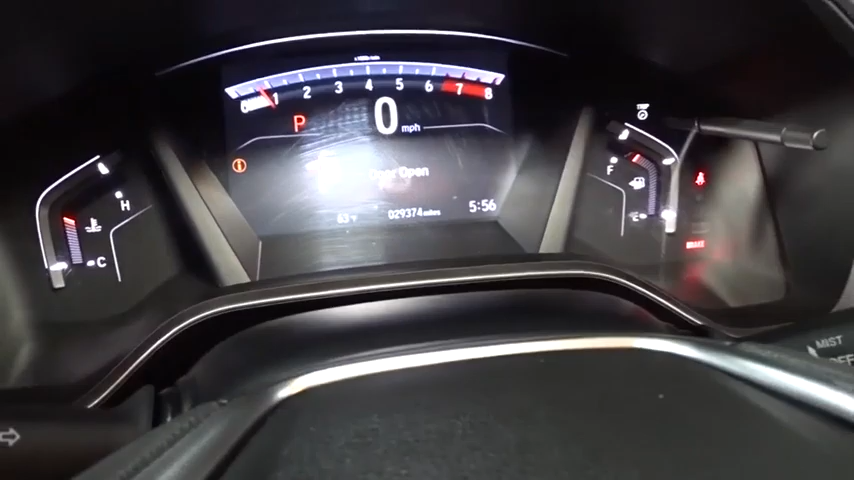 0 1 2 3 4 5 6 7 8
P
0 mph
Door Open
63°F
029374 miles
5:56
H
C
F
E
BRAKE
MIST
OFF